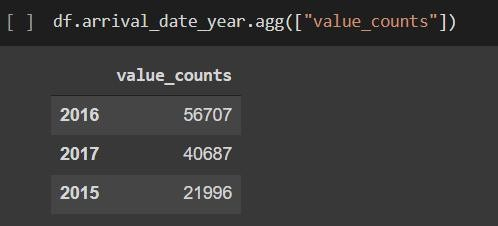 [ ] df.arrival_date_year.agg(["value_counts"])
value_counts
2016 56707
2017 40687
2015 21996